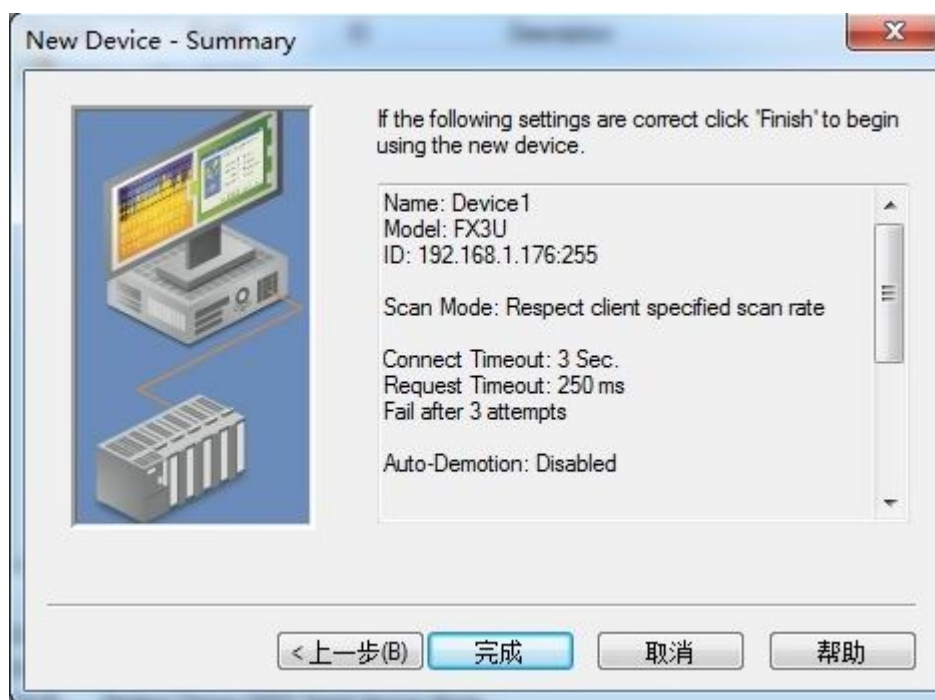 New Device - Summary
If the following settings are correct click 'Finish' to begin
using the new device.
Name: Device1
Model: FX3U
ID: 192.168.1.176:255
Scan Mode: Respect client specified scan rate
Connect Timeout: 3 Sec.
Request Timeout: 250 ms
Fail after 3 attempts
Auto-Demotion: Disabled
<上一步(B) 完成 取消 帮助